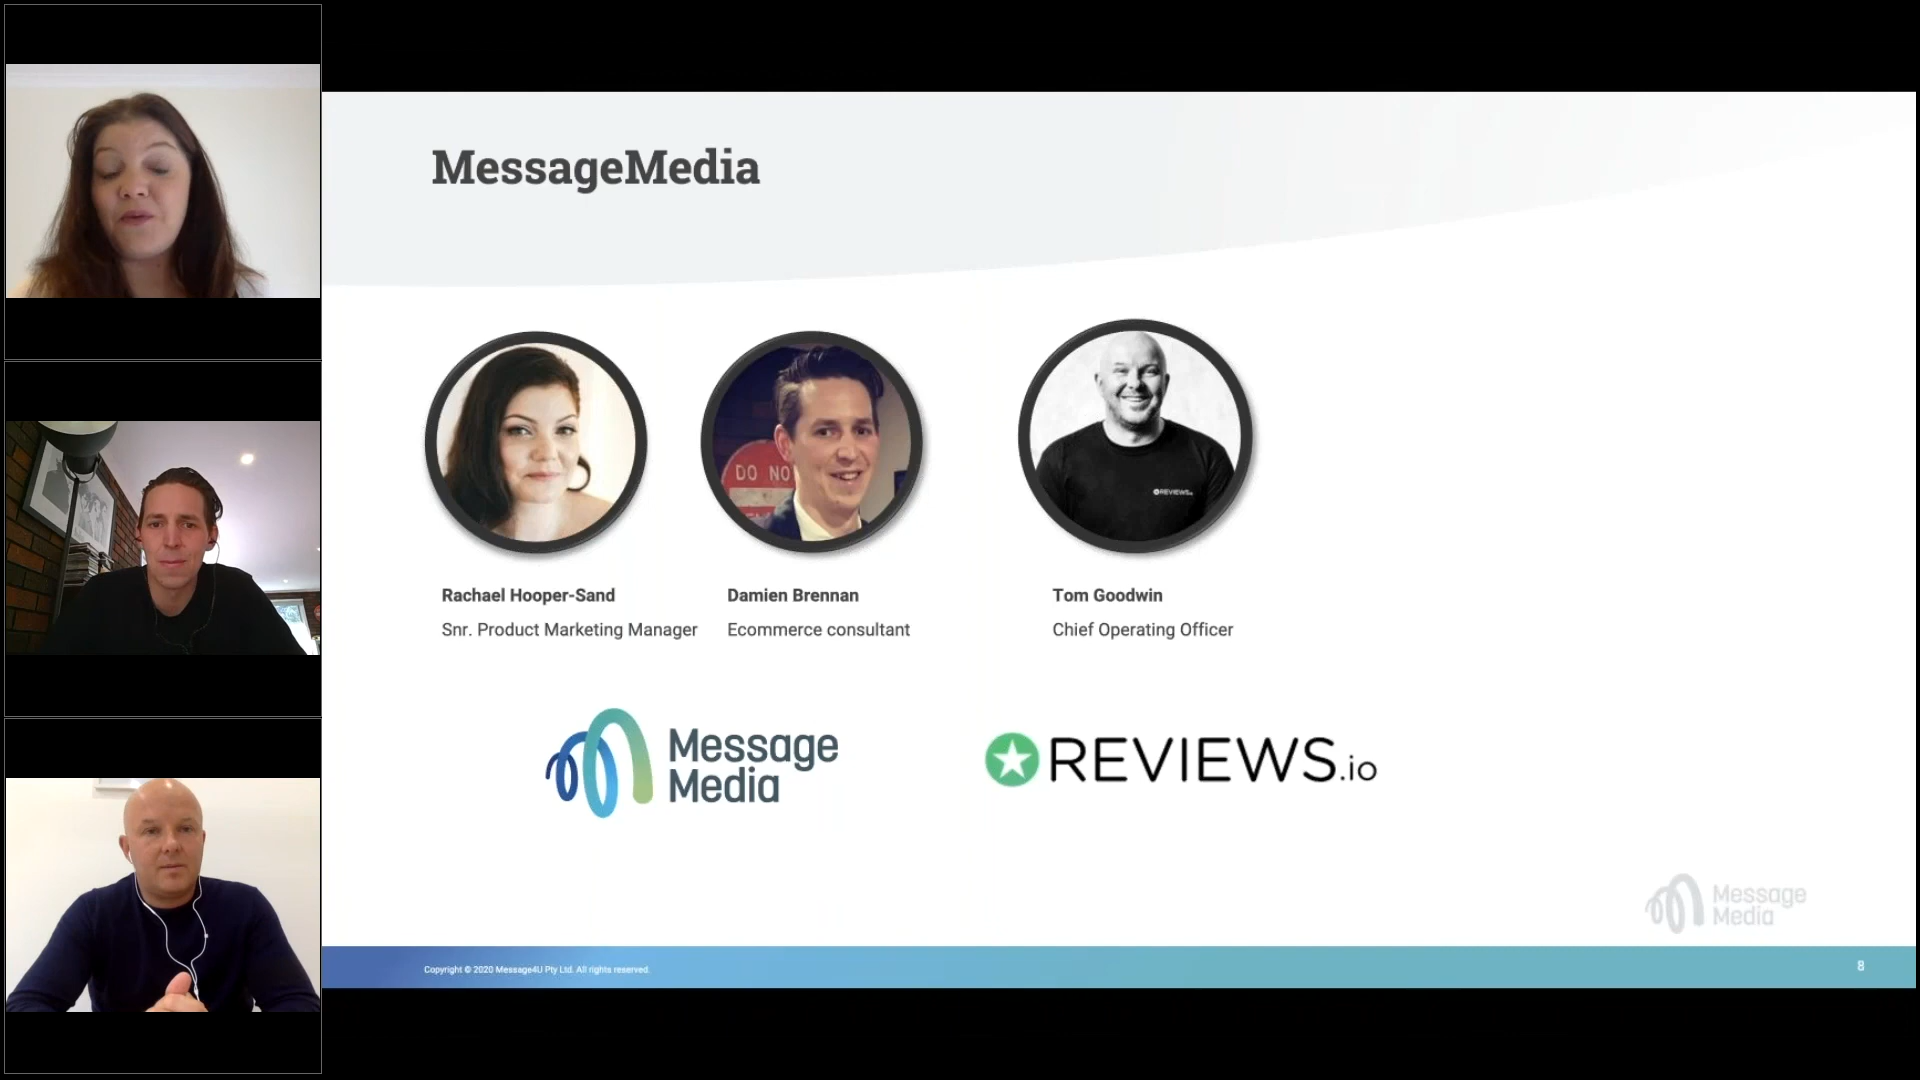 MessageMedia
DO NO
REVIEWS
Rachael Hooper-Sand
Snr. Product Marketing Manager
Damien Brennan
Ecommerce consultant
Tom Goodwin
Chief Operating Officer
Message
Media
REVIEWS.io
Message
Media
Copyright © 2020 Message4U Pty Ltd. All rights reserved.
8